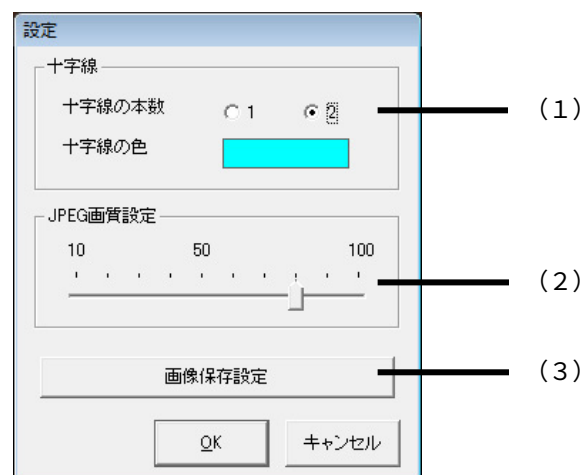 設定
十字線
十字線の本数 1 2 (1)
十字線の色
JPEG画質設定
10 50 100
(2)
画像保存設定 (3)
OK キャンセル